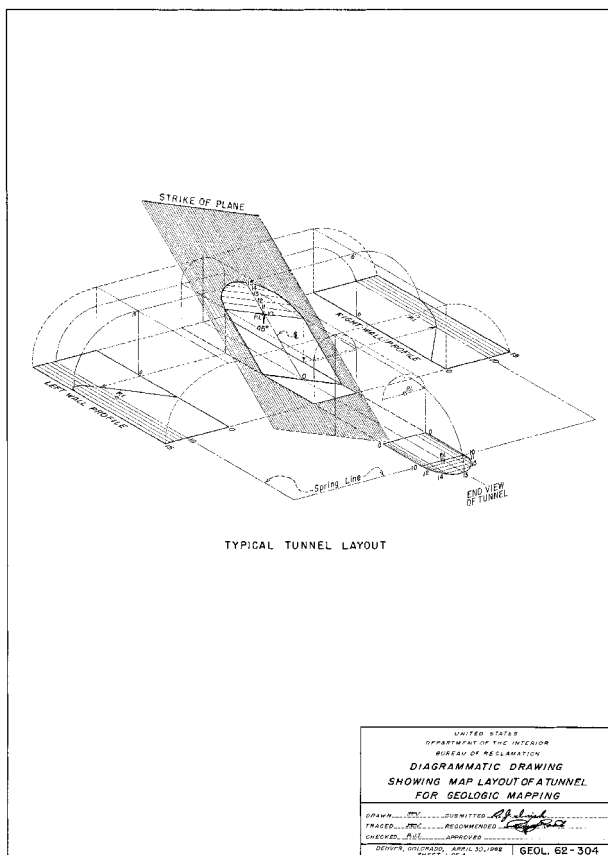 STRIKE OF PLANE
45°
RIGHT WALL PROFILE
LEFT WALL PROFILE
Spring Line
END VIEW
OF TUNNEL
TYPICAL TUNNEL LAYOUT
UNITED STATES
DEPARTMENT OF THE INTERIOR
BUREAU OF RECLAMATION
DIAGRAMMATIC DRAWING
SHOWING MAP LAYOUT OF A TUNNEL
FOR GEOLOGIC MAPPING
DRAWN SUBMITTED
TRACED RECOMMENDED
CHECKED APPROVED
DENVER, COLORADO, APRIL 30, 1962
GEOL. 62-304